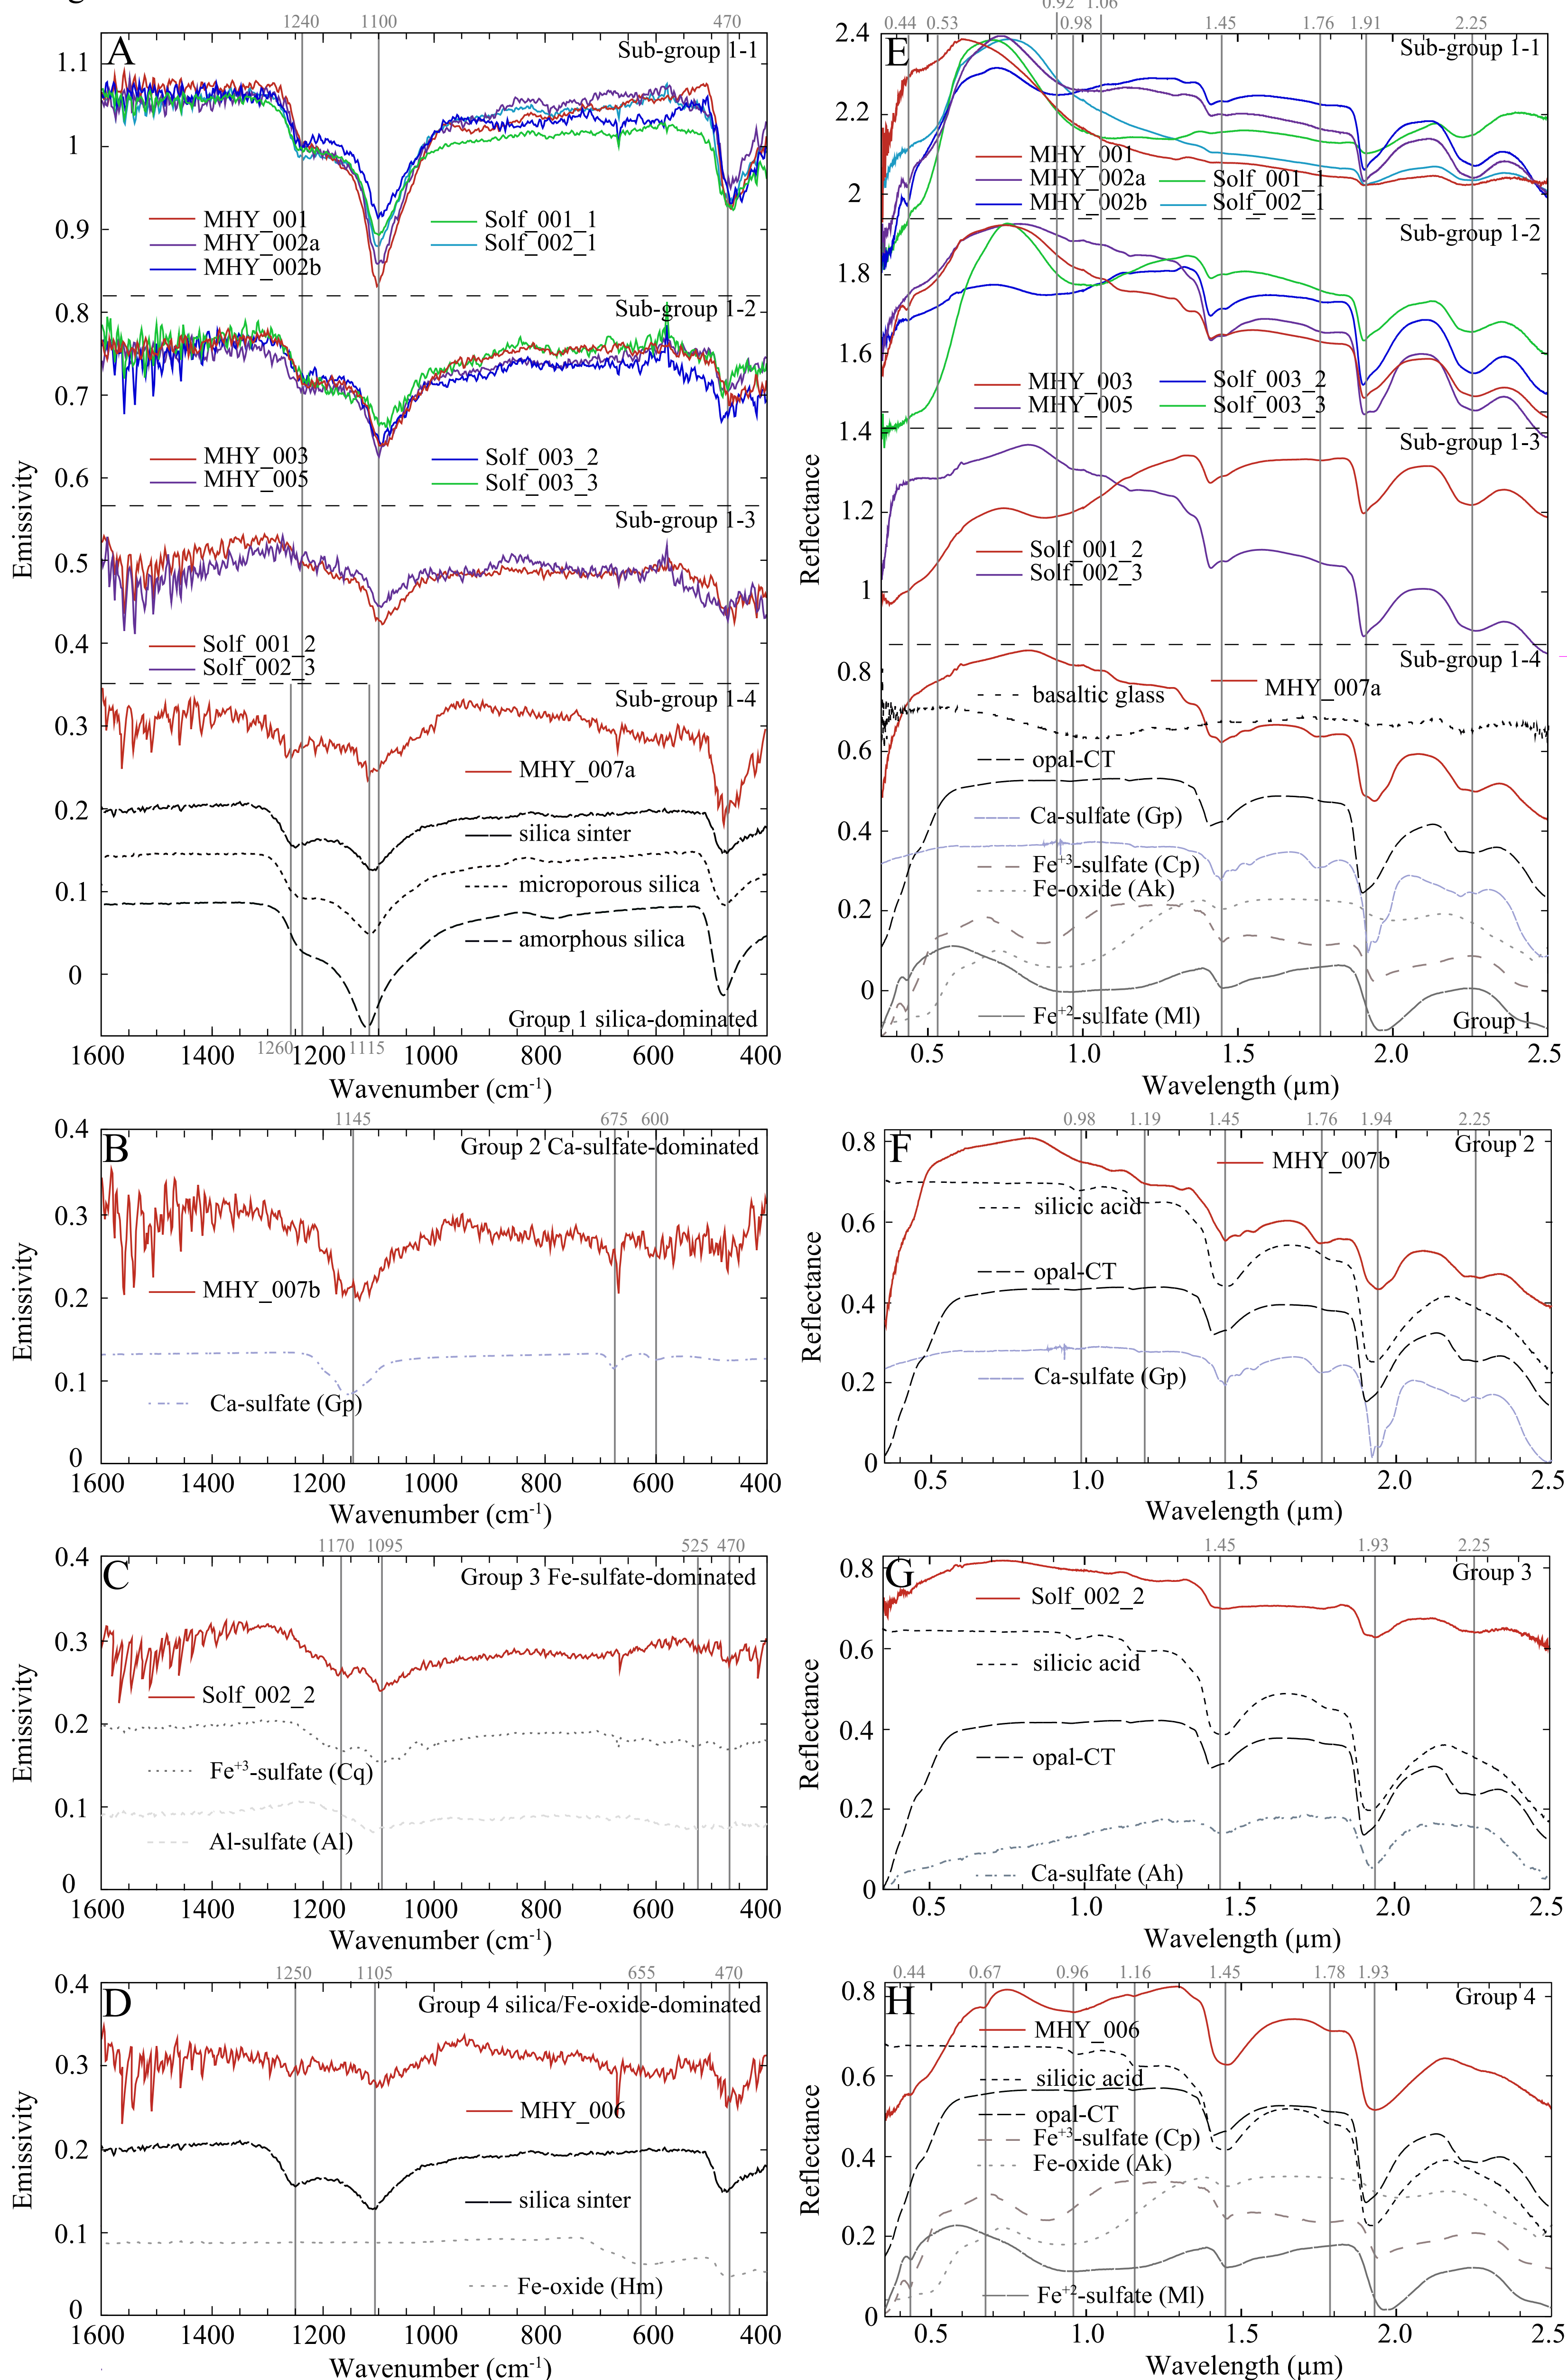 1240 1100 470
A
Sub-group 1-1
1.1
1
0.9
0.8
0.7
0.6
0.5
0.4
0.3
0.2
0.1
0
Emissivity
MHY_001
MHY_002a
MHY_002b
Solf_001_1
Solf_002_1
Sub-group 1-2
MHY_003
MHY_005
Solf_003_2
Solf_003_3
Sub-group 1-3
Solf_001_2
Solf_002_3
Sub-group 1-4
MHY_007a
silica sinter
microporous silica
amorphous silica
Group 1 silica-dominated
1260 1115
1600 1400 1200 1000 800 600 400
Wavenumber (cm-1)
0.92 1.06
0.44 0.53 0.98 1.45 1.76 1.91 2.25
E
Sub-group 1-1
2.4
2.2
2
1.8
1.6
1.4
1.2
1
0.8
0.6
0.4
0.2
0
Reflectance
MHY_001
MHY_002a
MHY_002b
Solf_001_1
Solf_002_1
Sub-group 1-2
MHY_003
MHY_005
Solf_003_2
Solf_003_3
Sub-group 1-3
Solf_001_2
Solf_002_3
Sub-group 1-4
MHY_007a
basaltic glass
opal-CT
Ca-sulfate (Gp)
Fe+3-sulfate (Cp)
Fe-oxide (Ak)
Fe+2-sulfate (Ml)
Group 1
0.5 1.0 1.5 2.0 2.5
Wavelength (µm)
1145 675 600
B
Group 2 Ca-sulfate-dominated
0.4
0.3
0.2
0.1
0
Emissivity
MHY_007b
Ca-sulfate (Gp)
1600 1400 1200 1000 800 600 400
Wavenumber (cm-1)
0.98 1.19 1.45 1.76 1.94 2.25
F
Group 2
0.8
0.6
0.4
0.2
0
Reflectance
MHY_007b
silicic acid
opal-CT
Ca-sulfate (Gp)
0.5 1.0 1.5 2.0 2.5
Wavelength (µm)
1170 1095 525 470
C
Group 3 Fe-sulfate-dominated
0.4
0.3
0.2
0.1
0
Emissivity
Solf_002_2
Fe+3-sulfate (Cq)
Al-sulfate (Al)
1600 1400 1200 1000 800 600 400
Wavenumber (cm-1)
1.45 1.93 2.25
G
Group 3
0.8
0.6
0.4
0.2
0
Reflectance
Solf_002_2
silicic acid
opal-CT
Ca-sulfate (Ah)
0.5 1.0 1.5 2.0 2.5
Wavelength (µm)
1250 1105 655 470
D
Group 4 silica/Fe-oxide-dominated
0.4
0.3
0.2
0.1
0
Emissivity
MHY_006
silica sinter
Fe-oxide (Hm)
1600 1400 1200 1000 800 600 400
Wavenumber (cm-1)
0.44 0.67 0.96 1.16 1.45 1.78 1.93
H
Group 4
0.8
0.6
0.4
0.2
0
Reflectance
MHY_006
silicic acid
opal-CT
Fe+3-sulfate (Cp)
Fe-oxide (Ak)
Fe+2-sulfate (Ml)
0.5 1.0 1.5 2.0 2.5
Wavelength (µm)